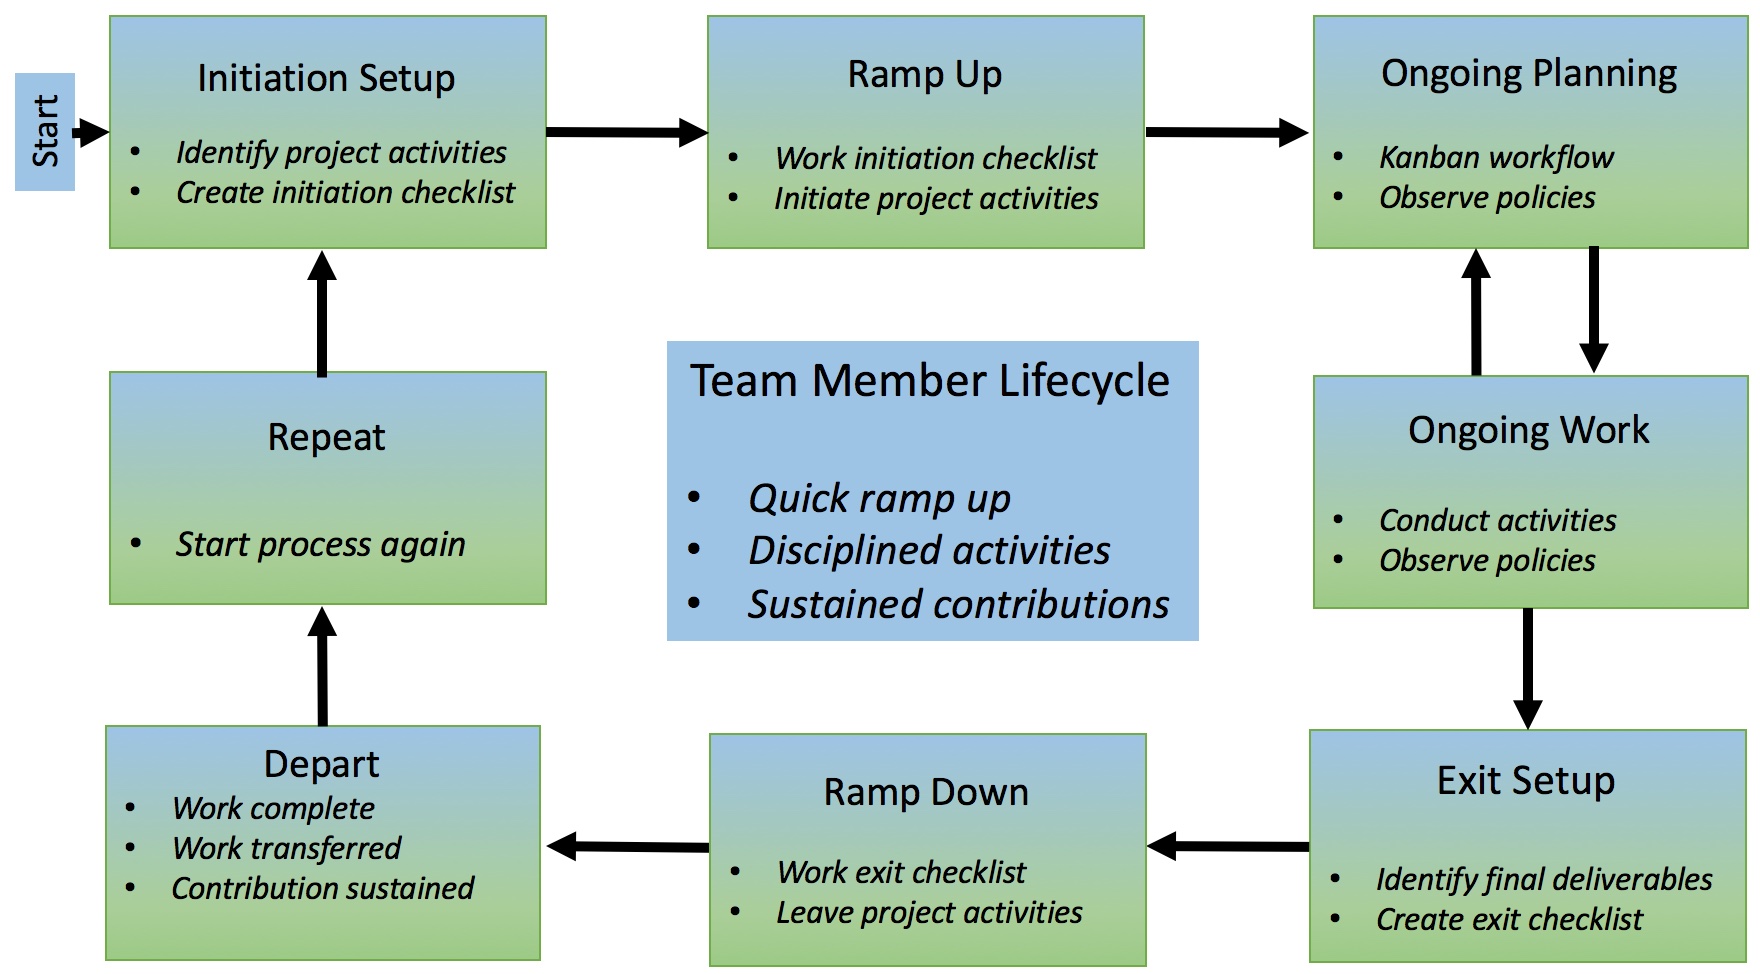 Start
Initiation Setup
• Identify project activities
• Create initiation checklist
Ramp Up
• Work initiation checklist
• Initiate project activities
Ongoing Planning
• Kanban workflow
• Observe policies
Repeat
• Start process again
Team Member Lifecycle
• Quick ramp up
• Disciplined activities
• Sustained contributions
Ongoing Work
• Conduct activities
• Observe policies
Depart
• Work complete
• Work transferred
• Contribution sustained
Ramp Down
• Work exit checklist
• Leave project activities
Exit Setup
• Identify final deliverables
• Create exit checklist